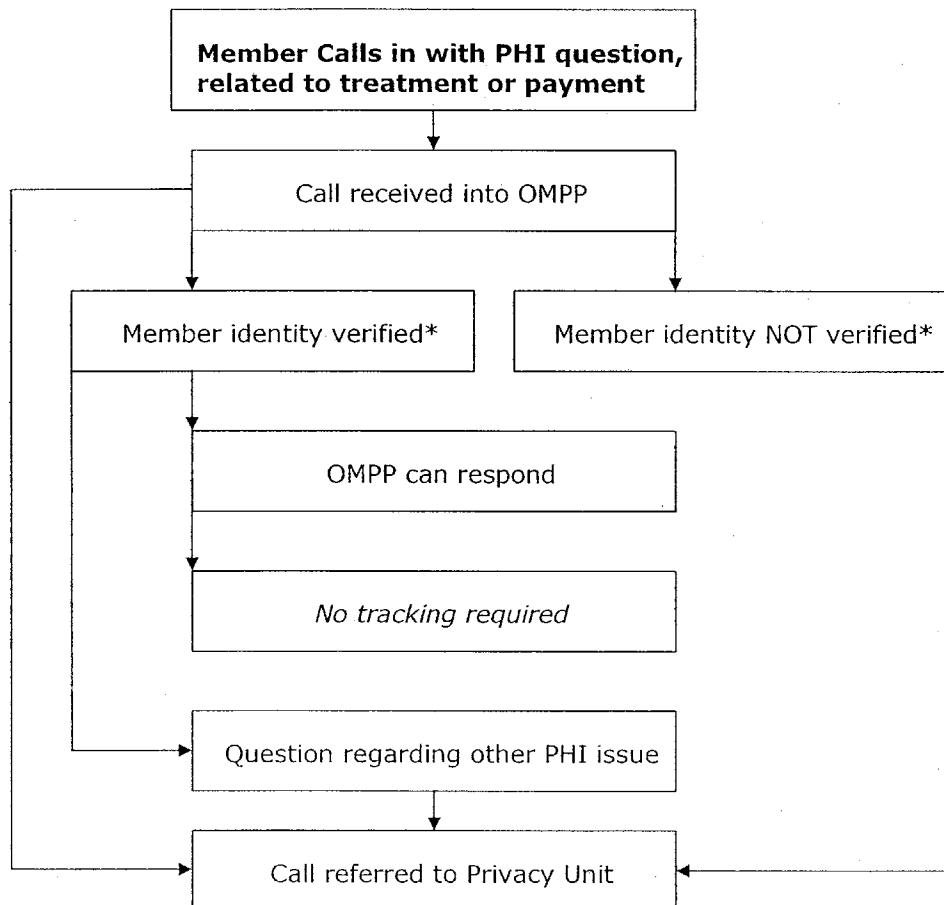 Member Calls in with PHI question,
related to treatment or payment
Call received into OMPP
Member identity verified*
Member identity NOT verified*
OMPP can respond
No tracking required
Question regarding other PHI issue
Call referred to Privacy Unit